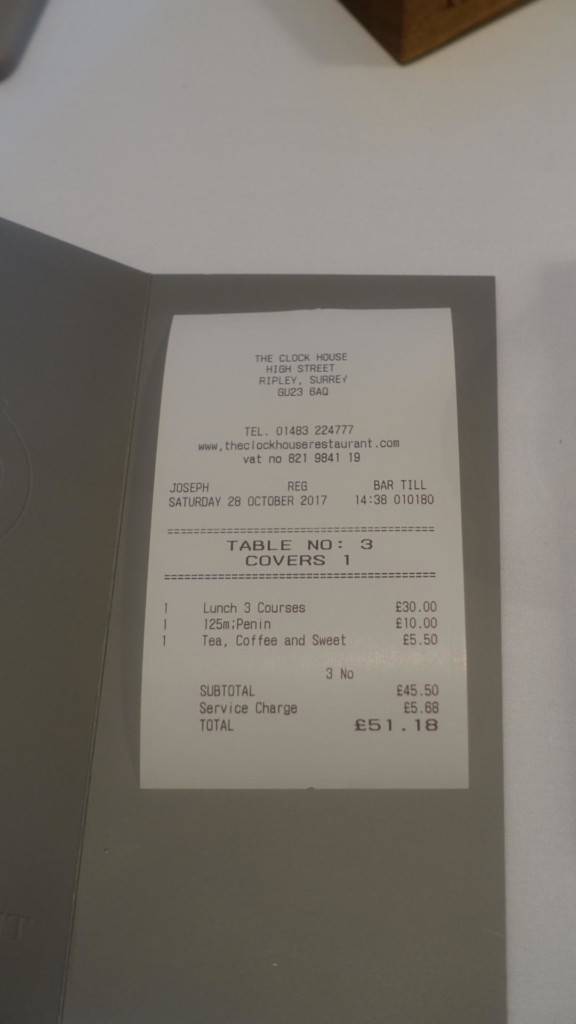 THE CLOCK HOUSE
HIGH STREET
RIPLEY, SURREY
GU23 6AQ
TEL. 01483 224777
www.theclockhouserestaurant.com
vat no 821 9841 19
JOSEPH REG BAR TILL
SATURDAY 28 OCTOBER 2017 14:38 010180
========================================
TABLE NO: 3
COVERS 1
========================================
1 Lunch 3 Courses £30.00
1 125m;Penin £10.00
1 Tea, Coffee and Sweet £5.50
3 No
SUBTOTAL £45.50
Service Charge £5.68
TOTAL £51.18